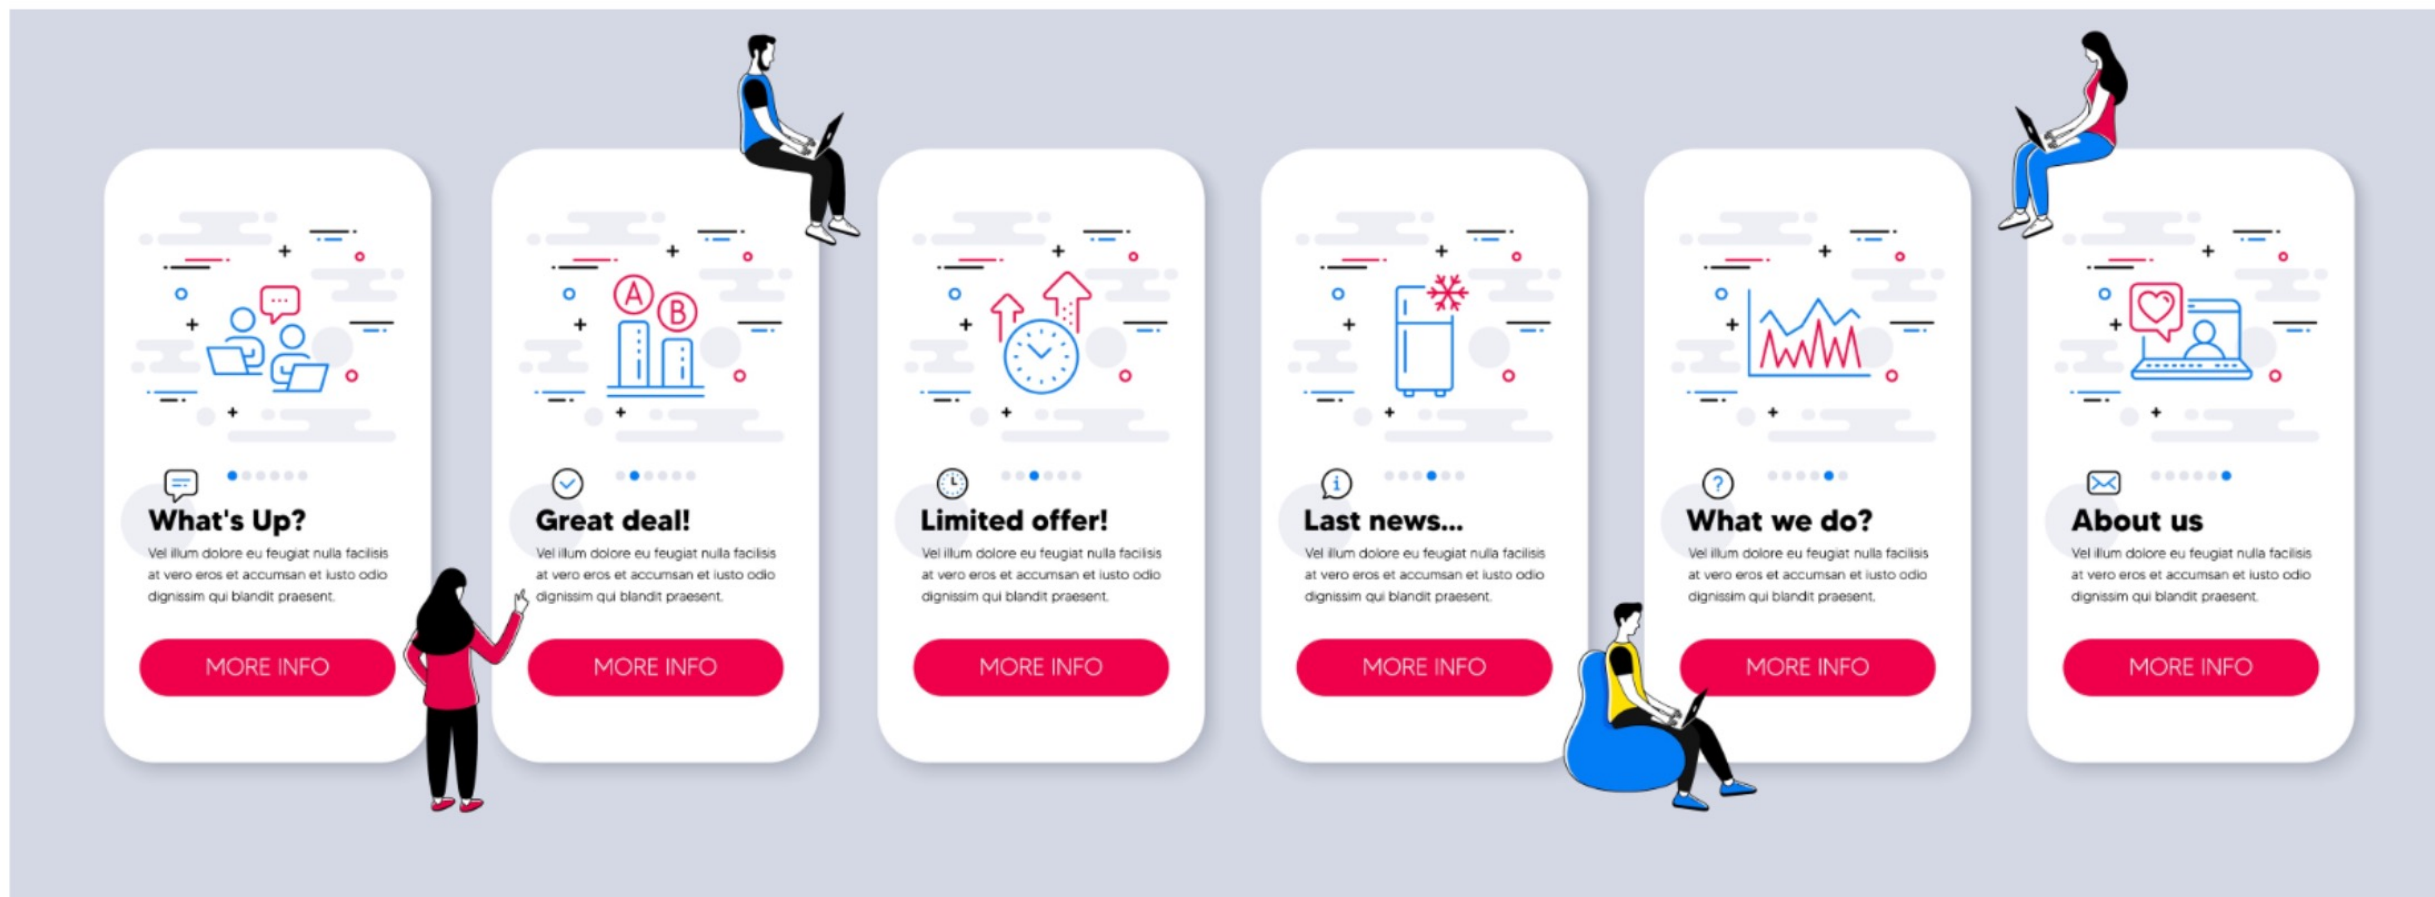 What's Up?
Vel illum dolore eu feugiat nulla facilisis
at vero eros et accumsan et iusto odio
dignissim qui blandit praesent.
MORE INFO
A
B
Great deal!
Vel illum dolore eu feugiat nulla facilisis
at vero eros et accumsan et iusto odio
dignissim qui blandit praesent.
MORE INFO
Limited offer!
Vel illum dolore eu feugiat nulla facilisis
at vero eros et accumsan et iusto odio
dignissim qui blandit praesent.
MORE INFO
i
Last news...
Vel illum dolore eu feugiat nulla facilisis
at vero eros et accumsan et iusto odio
dignissim qui blandit praesent.
MORE INFO
?
What we do?
Vel illum dolore eu feugiat nulla facilisis
at vero eros et accumsan et iusto odio
dignissim qui blandit praesent.
MORE INFO
About us
Vel illum dolore eu feugiat nulla facilisis
at vero eros et accumsan et iusto odio
dignissim qui blandit praesent.
MORE INFO